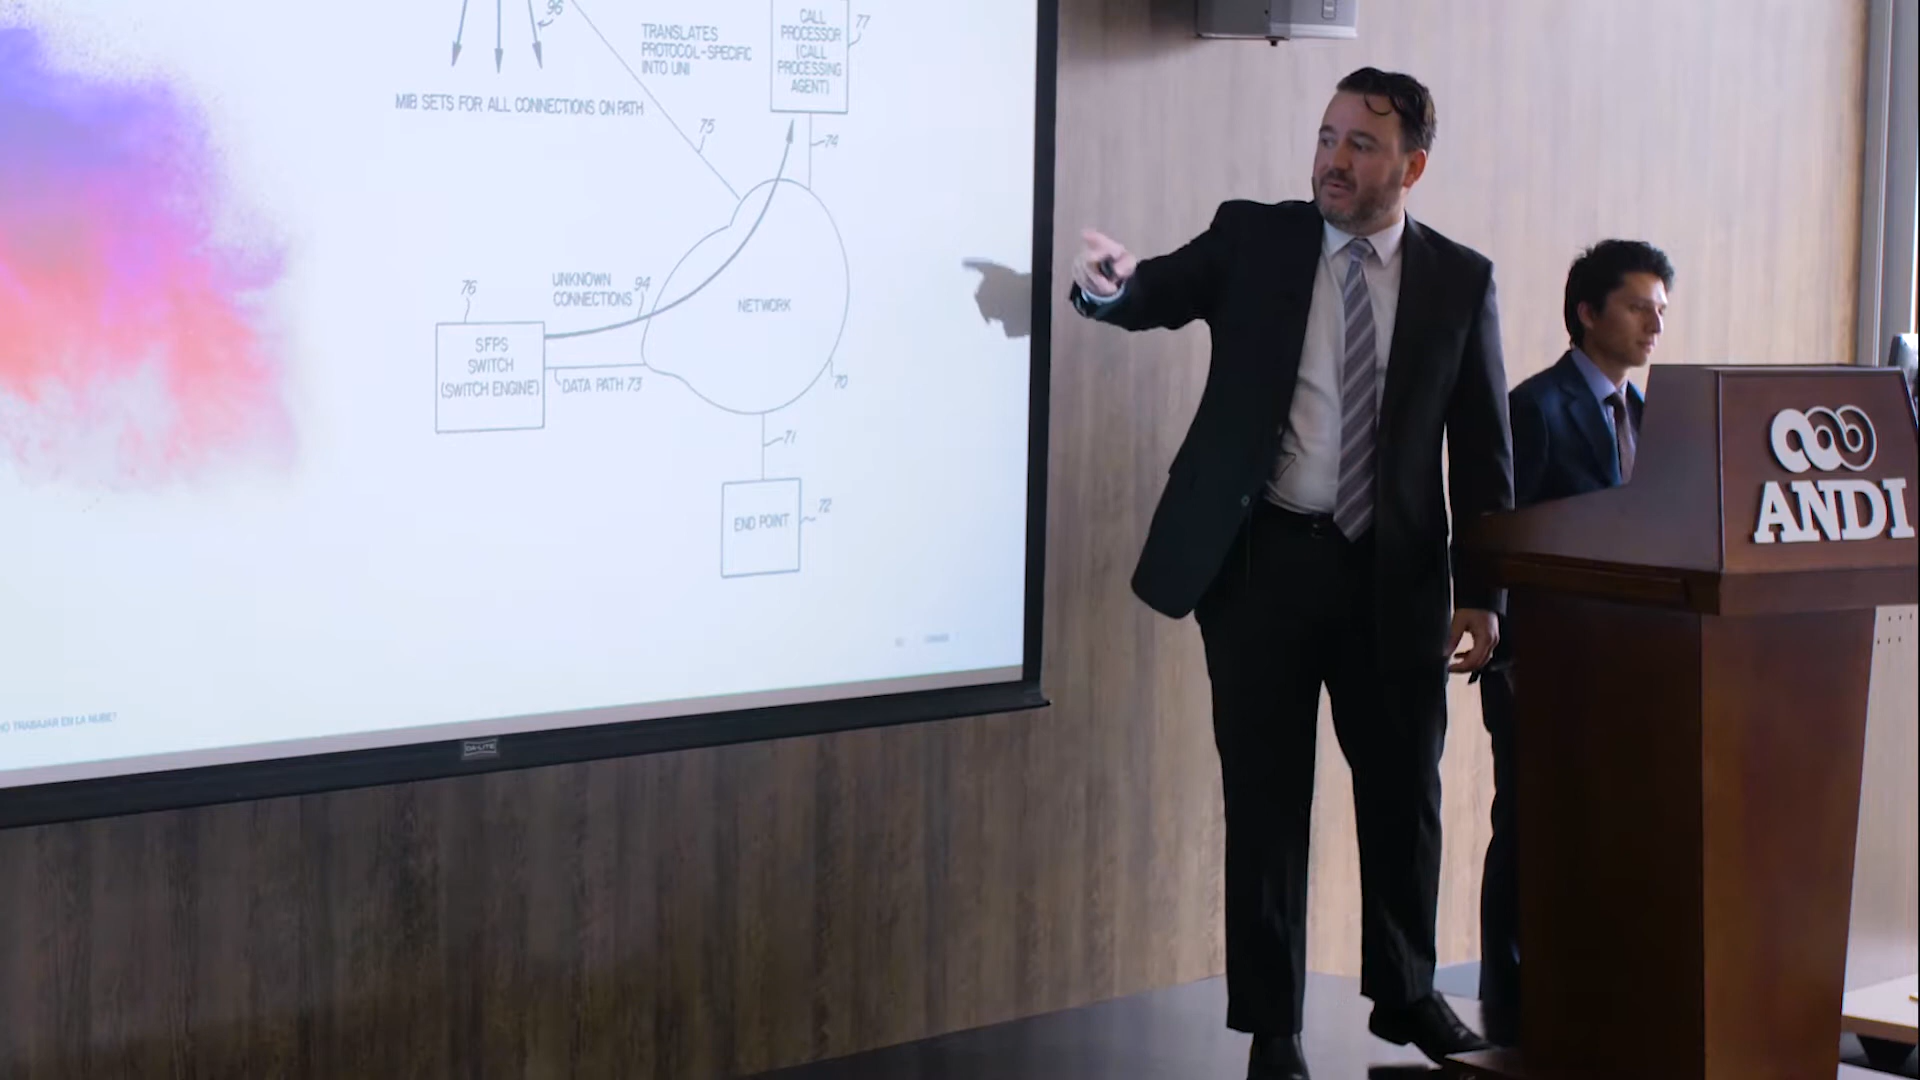 96
TRANSLATES
PROTOCOL-SPECIFIC
INTO UNI
CALL
PROCESSOR
(CALL
PROCESSING
AGENT)
77
MIB SETS FOR ALL CONNECTIONS ON PATH
75
74
76
UNKNOWN
CONNECTIONS
94
NETWORK
SFPS
SWITCH
(SWITCH ENGINE)
DATA PATH 73
70
71
END POINT
72
TRABAJAR EN LA NUBE?
DA-LITE
ANDI